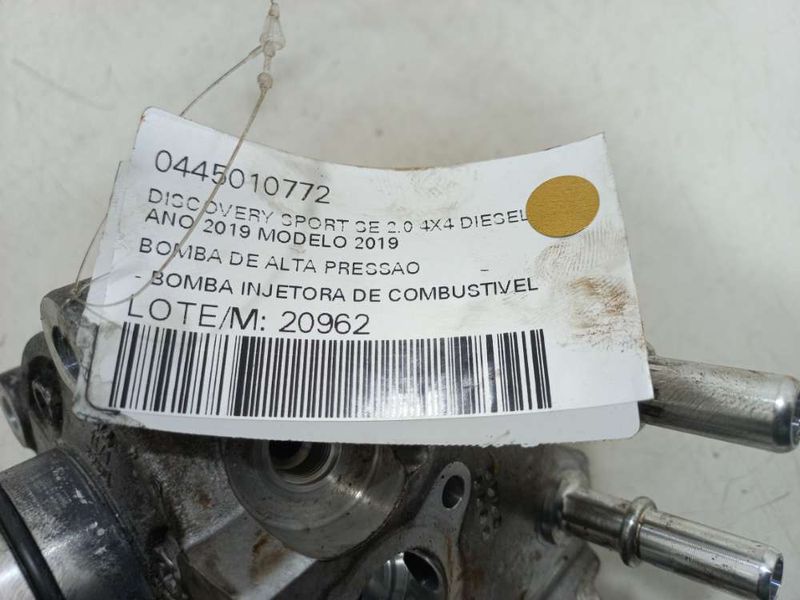 0445010772
DISCOVERY SPORT SE 2.0 4X4 DIESEL
ANO 2019 MODELO 2019
BOMBA DE ALTA PRESSAO
- BOMBA INJETORA DE COMBUSTIVEL
LOTE/M: 20962